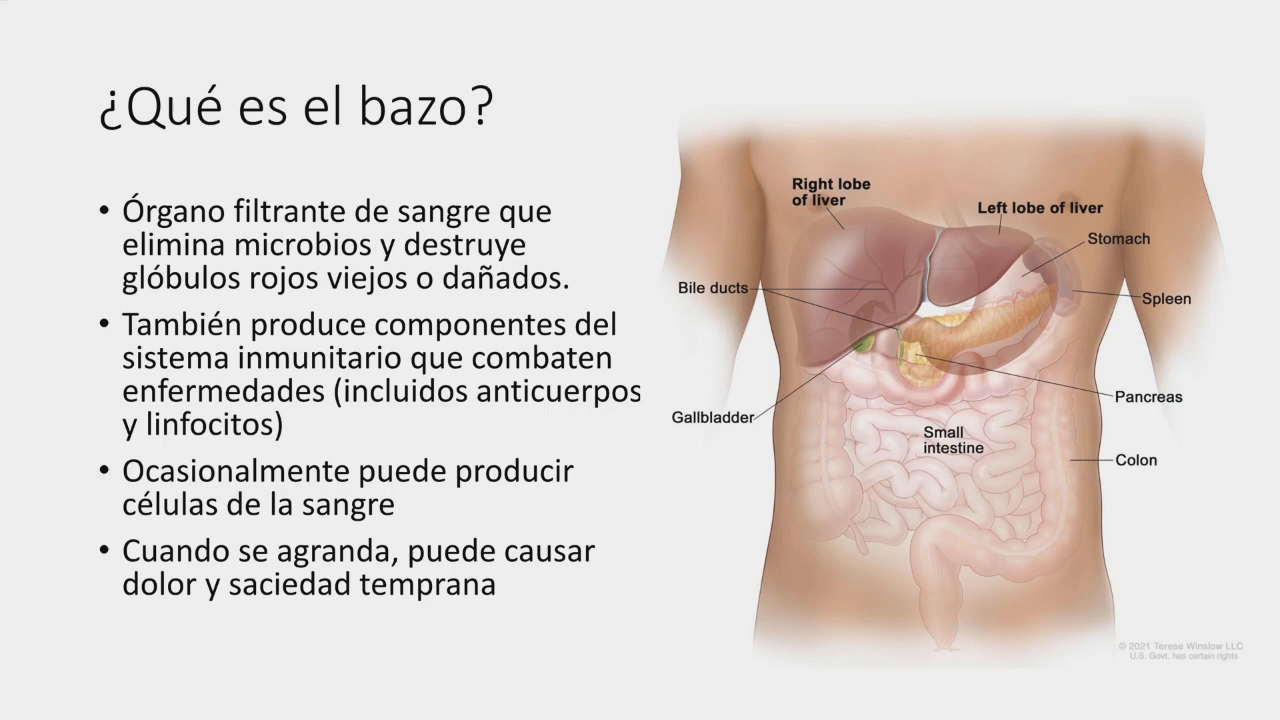 ¿Qué es el bazo?
• Órgano filtrante de sangre que
elimina microbios y destruye
glóbulos rojos viejos o dañados.
• También produce componentes del
sistema inmunitario que combaten
enfermedades (incluidos anticuerpos
y linfocitos)
• Ocasionalmente puede producir
células de la sangre
• Cuando se agranda, puede causar
dolor y saciedad temprana
Right lobe
of liver
Left lobe of liver
Stomach
Bile ducts
Spleen
Pancreas
Gallbladder
Small
intestine
Colon
© 2021 Terese Winslow LLC
U.S. Govt. has certain rights